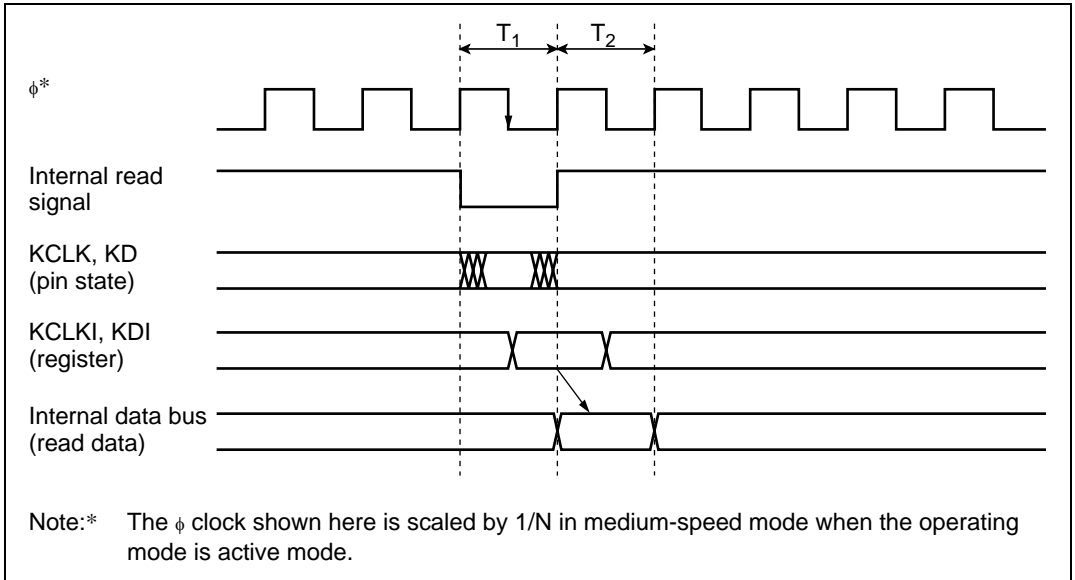 T1 T2
ϕ*
Internal read
signal
KCLK, KD
(pin state)
KCLKI, KDI
(register)
Internal data bus
(read data)
Note:* The ϕ clock shown here is scaled by 1/N in medium-speed mode when the operating
mode is active mode.